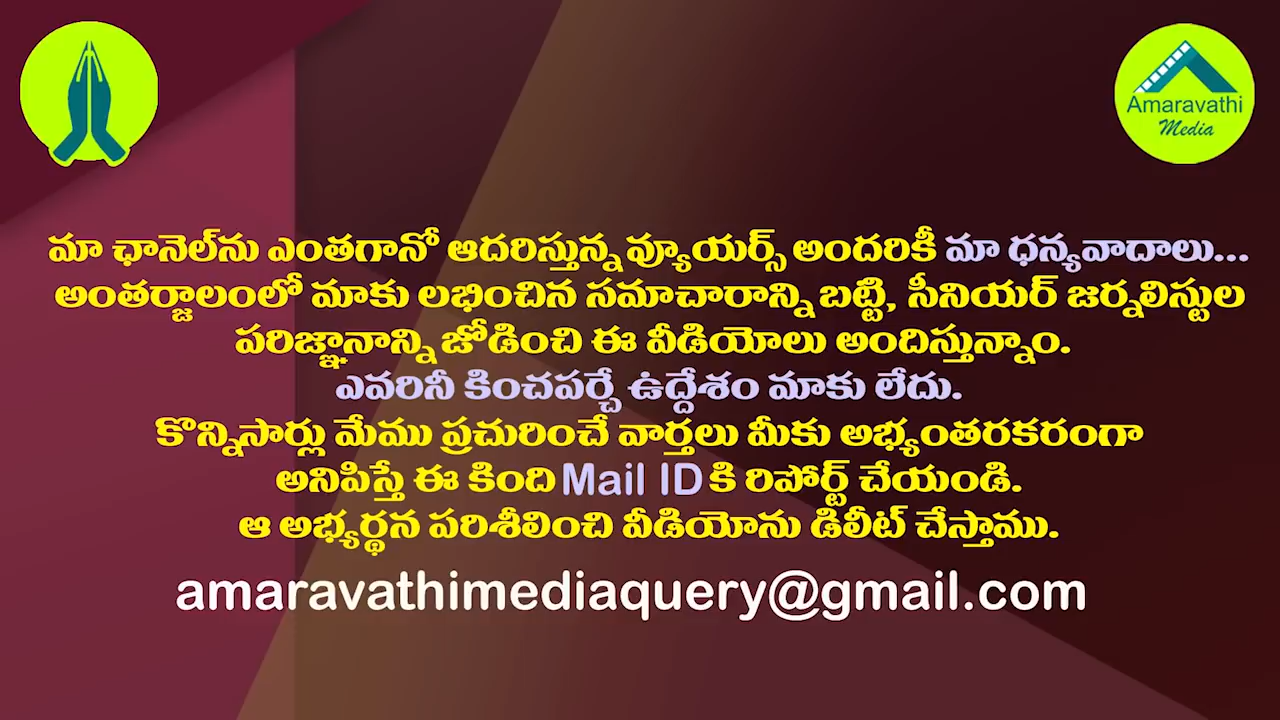 Amaravathi
Media
మా ఛానెల్‌ను ఎంతగానో ఆదరిస్తున్న వ్యూయర్స్ అందరికీ మా ధన్యవాదాలు...
అంతర్జాలంలో మాకు లభించిన సమాచారాన్ని బట్టి, సీనియర్ జర్నలిస్టుల
పరిజ్ఞానాన్ని జోడించి ఈ వీడియోలు అందిస్తున్నాం.
ఎవరినీ కించపర్చే ఉద్దేశం మాకు లేదు.
కొన్నిసార్లు మేము ప్రచురించే వార్తలు మీకు అభ్యంతరకరంగా
అనిపిస్తే ఈ కింది Mail ID కి రిపోర్ట్ చేయండి.
ఆ అభ్యర్థన పరిశీలించి వీడియోను డిలీట్ చేస్తాము.
amaravathimediaquery@gmail.com